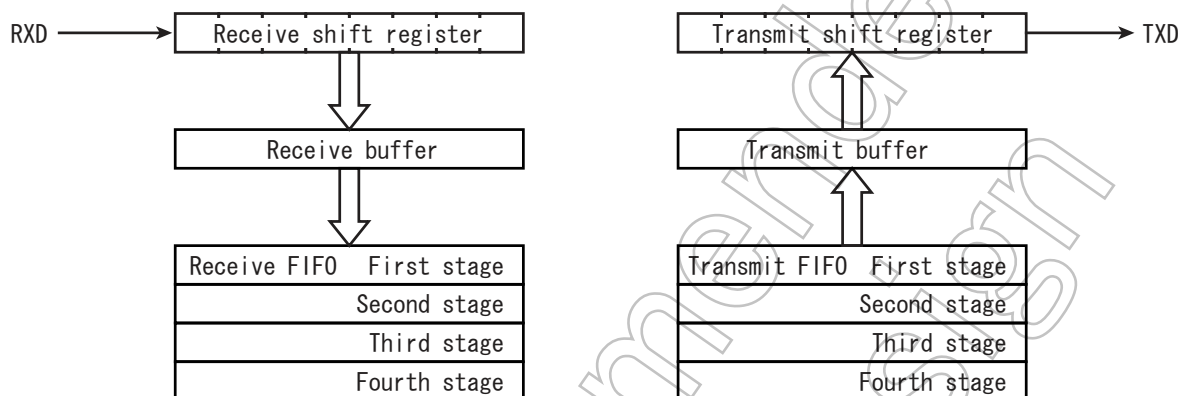 RXD Receive shift register
Receive buffer
Receive FIFO First stage
Second stage
Third stage
Fourth stage
Transmit shift register TXD
Transmit buffer
Transmit FIFO First stage
Second stage
Third stage
Fourth stage